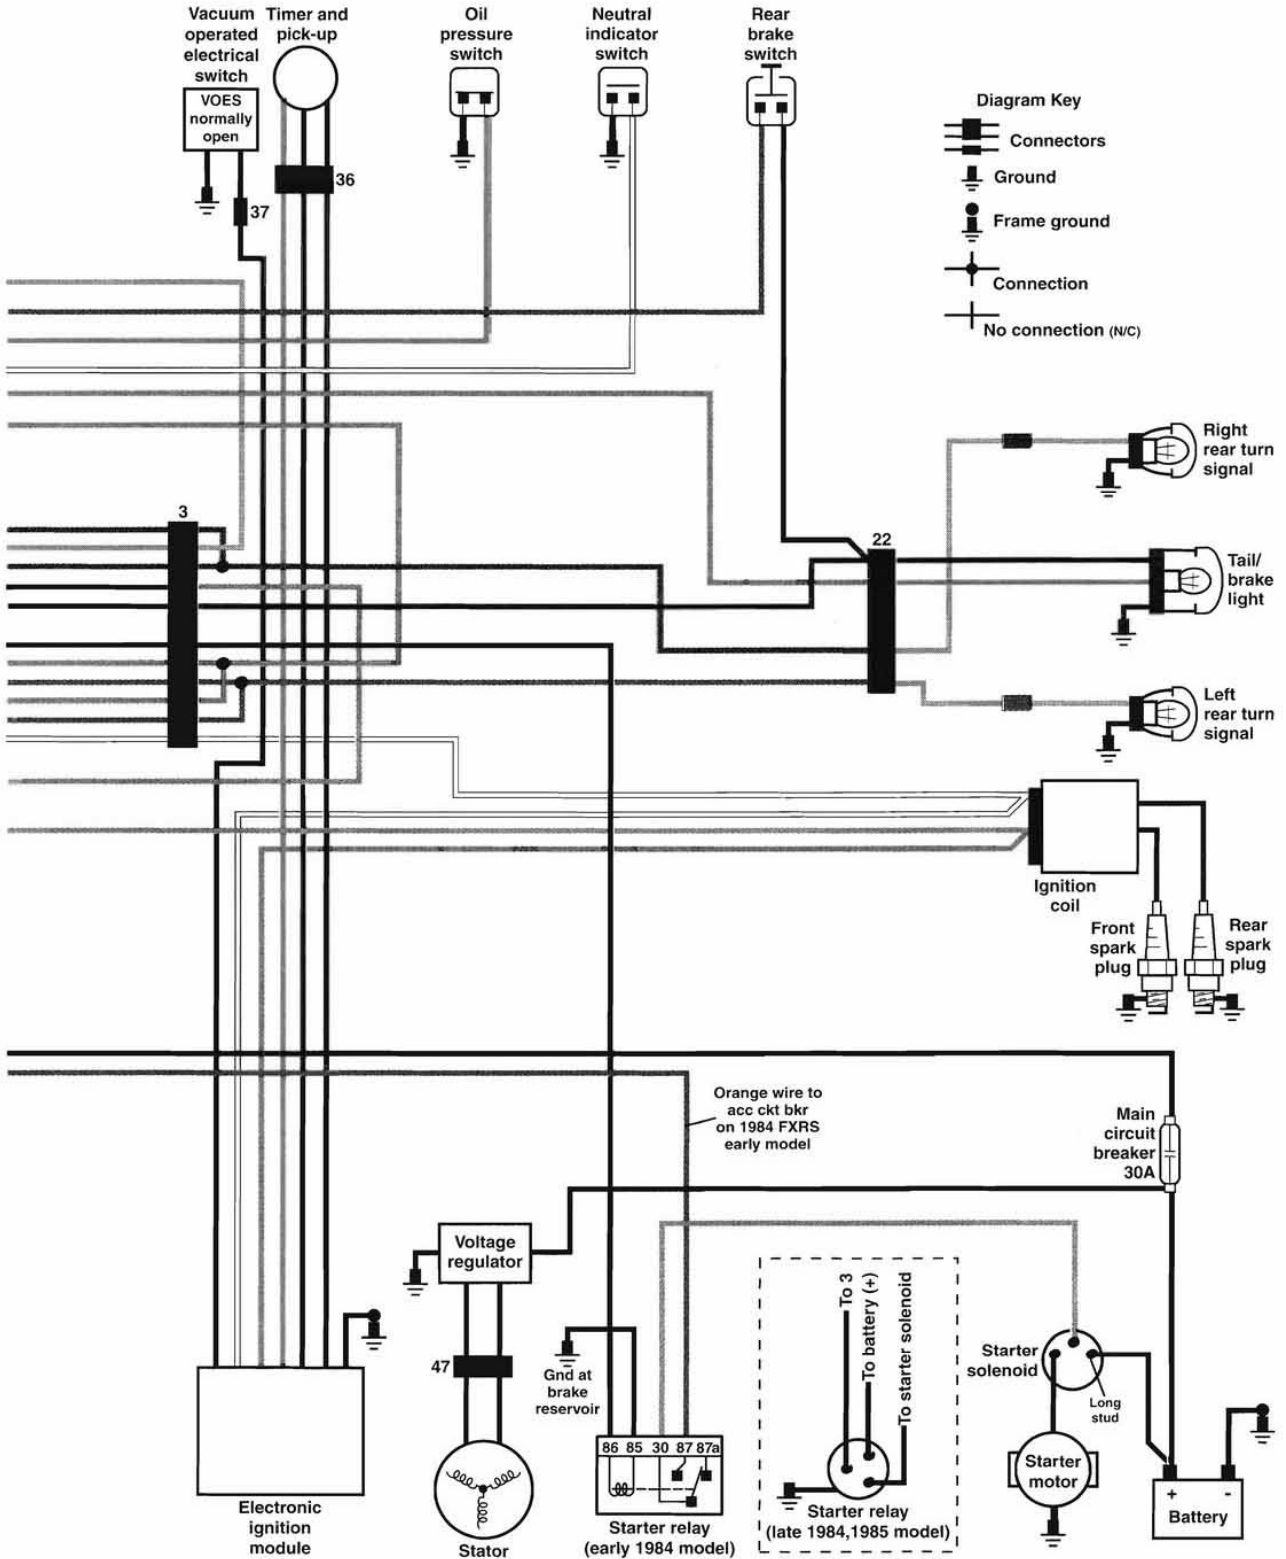 Vacuum
operated
electrical
switch
Timer and
pick-up
Oil
pressure
switch
Neutral
indicator
switch
Rear
brake
switch
VOES
normally
open
36
37
Diagram Key
Connectors
Ground
Frame ground
Connection
No connection (N/C)
Right
rear turn
signal
3
22
Tail/
brake
light
Left
rear turn
signal
Ignition
coil
Front
spark
plug
Rear
spark
plug
Orange wire to
acc ckt bkr
on 1984 FXRS
early model
Main
circuit
breaker
30A
Voltage
regulator
To 3
To battery (+)
To starter solenoid
Starter
solenoid
Long
stud
47
Gnd at
brake
reservoir
86 85 30 87 87a
Starter
motor
+ -
Battery
Electronic
ignition
module
Stator
Starter relay
(early 1984 model)
Starter relay
(late 1984,1985 model)